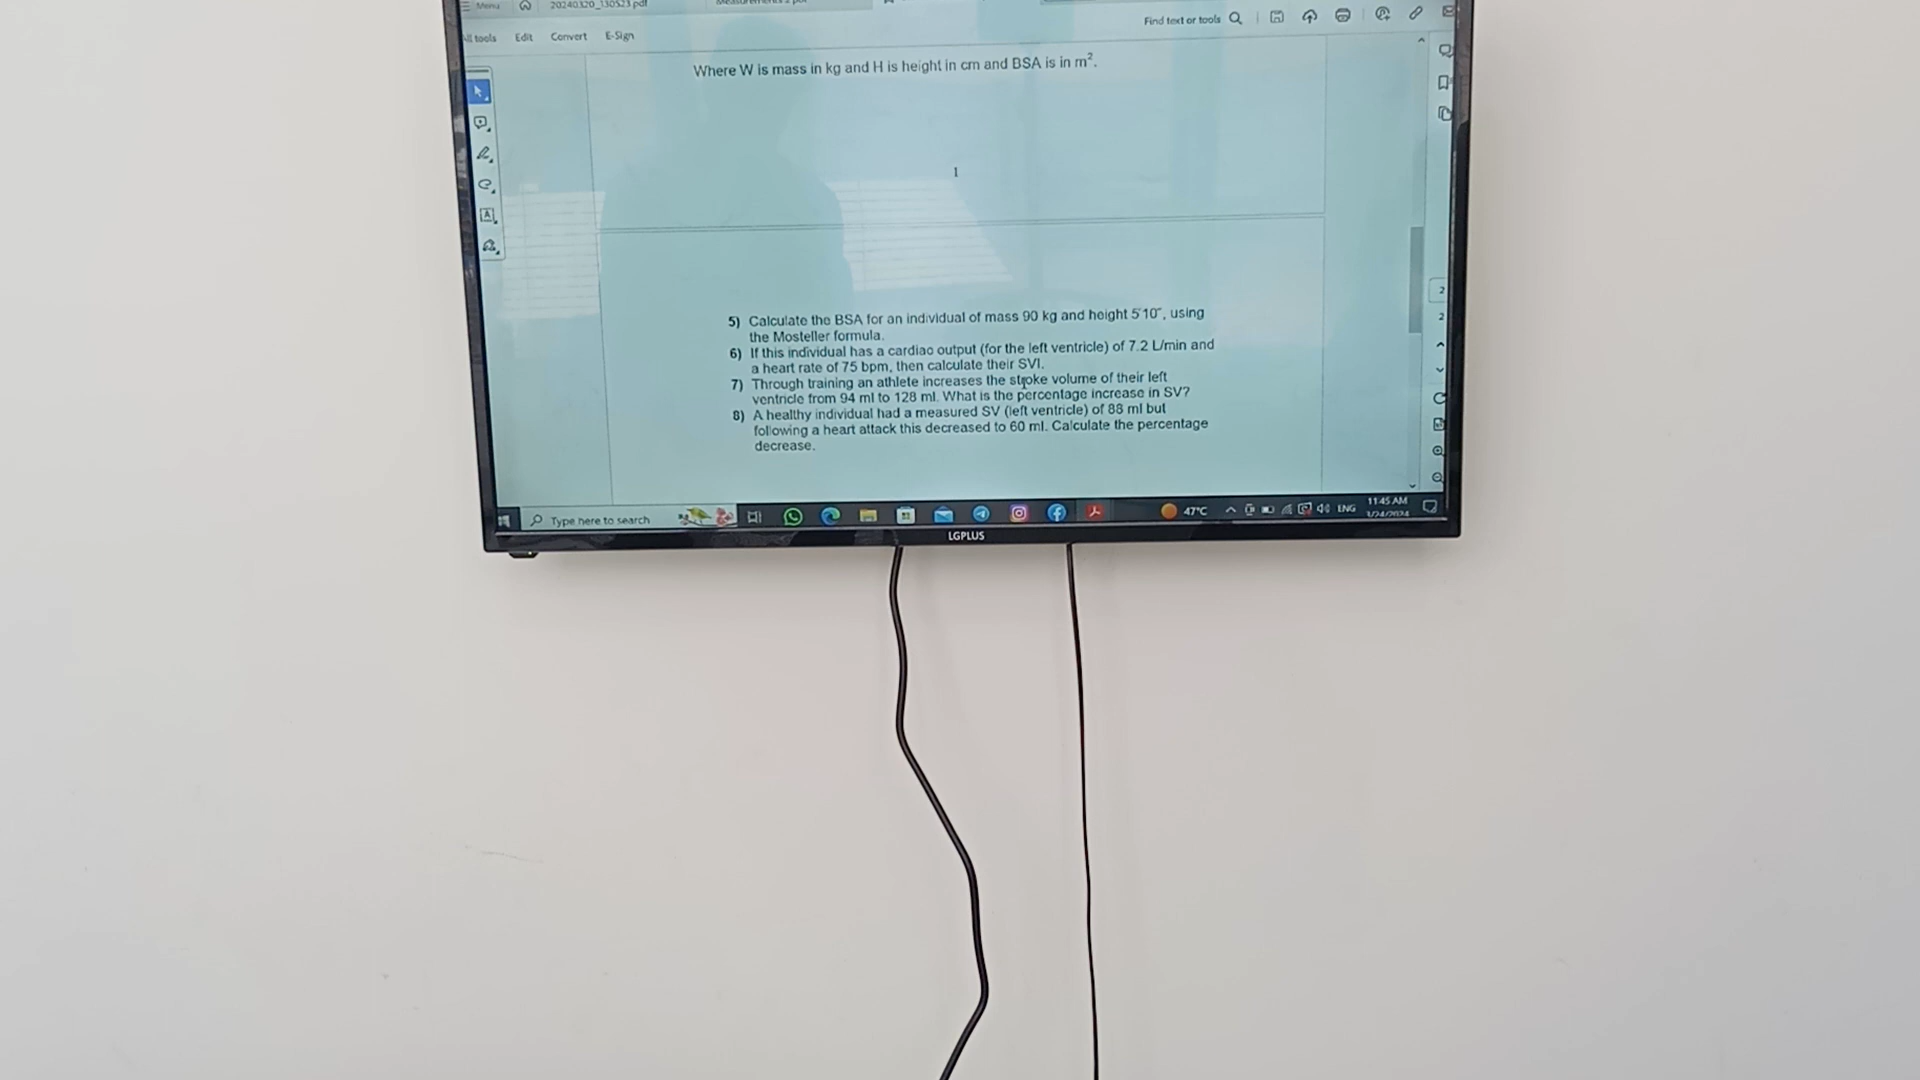 Menu 20240320_130523.pdf
All tools Edit Convert E-Sign
Find text or tools
Where W is mass in kg and H is height in cm and BSA is in m².
1
5) Calculate the BSA for an individual of mass 90 kg and height 5'10", using
the Mosteller formula.
6) If this individual has a cardiac output (for the left ventricle) of 7.2 L/min and
a heart rate of 75 bpm, then calculate their SVI.
7) Through training an athlete increases the stroke volume of their left
ventricle from 94 ml to 128 ml. What is the percentage increase in SV?
8) A healthy individual had a measured SV (left ventricle) of 88 ml but
following a heart attack this decreased to 60 ml. Calculate the percentage
decrease.
2
2
Type here to search
47°C
ENG
11:45 AM
LGPLUS